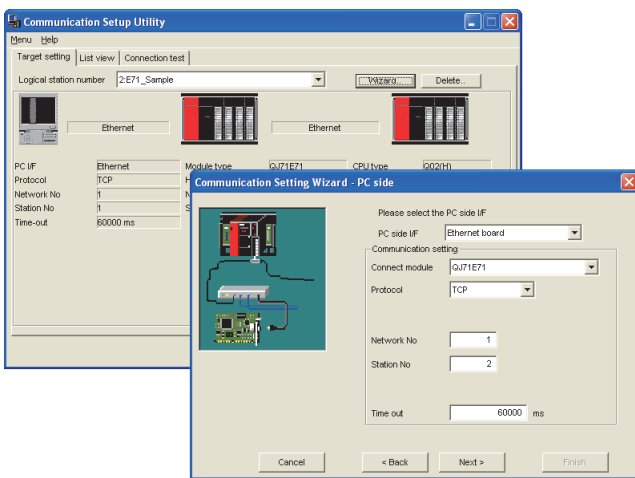 Communication Setup Utility
Menu Help
Target setting List view Connection test
Logical station number 2:E71_Sample Wizard... Delete..
Ethernet Ethernet
PC I/F Ethernet Module type QJ71E71 CPU type Q02(H)
Protocol TCP
Network No 1
Station No 1
Time-out 60000 ms
Communication Setting Wizard - PC side
Please select the PC side I/F
PC side I/F Ethernet board
Communication setting
Connect module QJ71E71
Protocol TCP
Network No 1
Station No 2
Time out 60000 ms
Cancel < Back Next > Finish